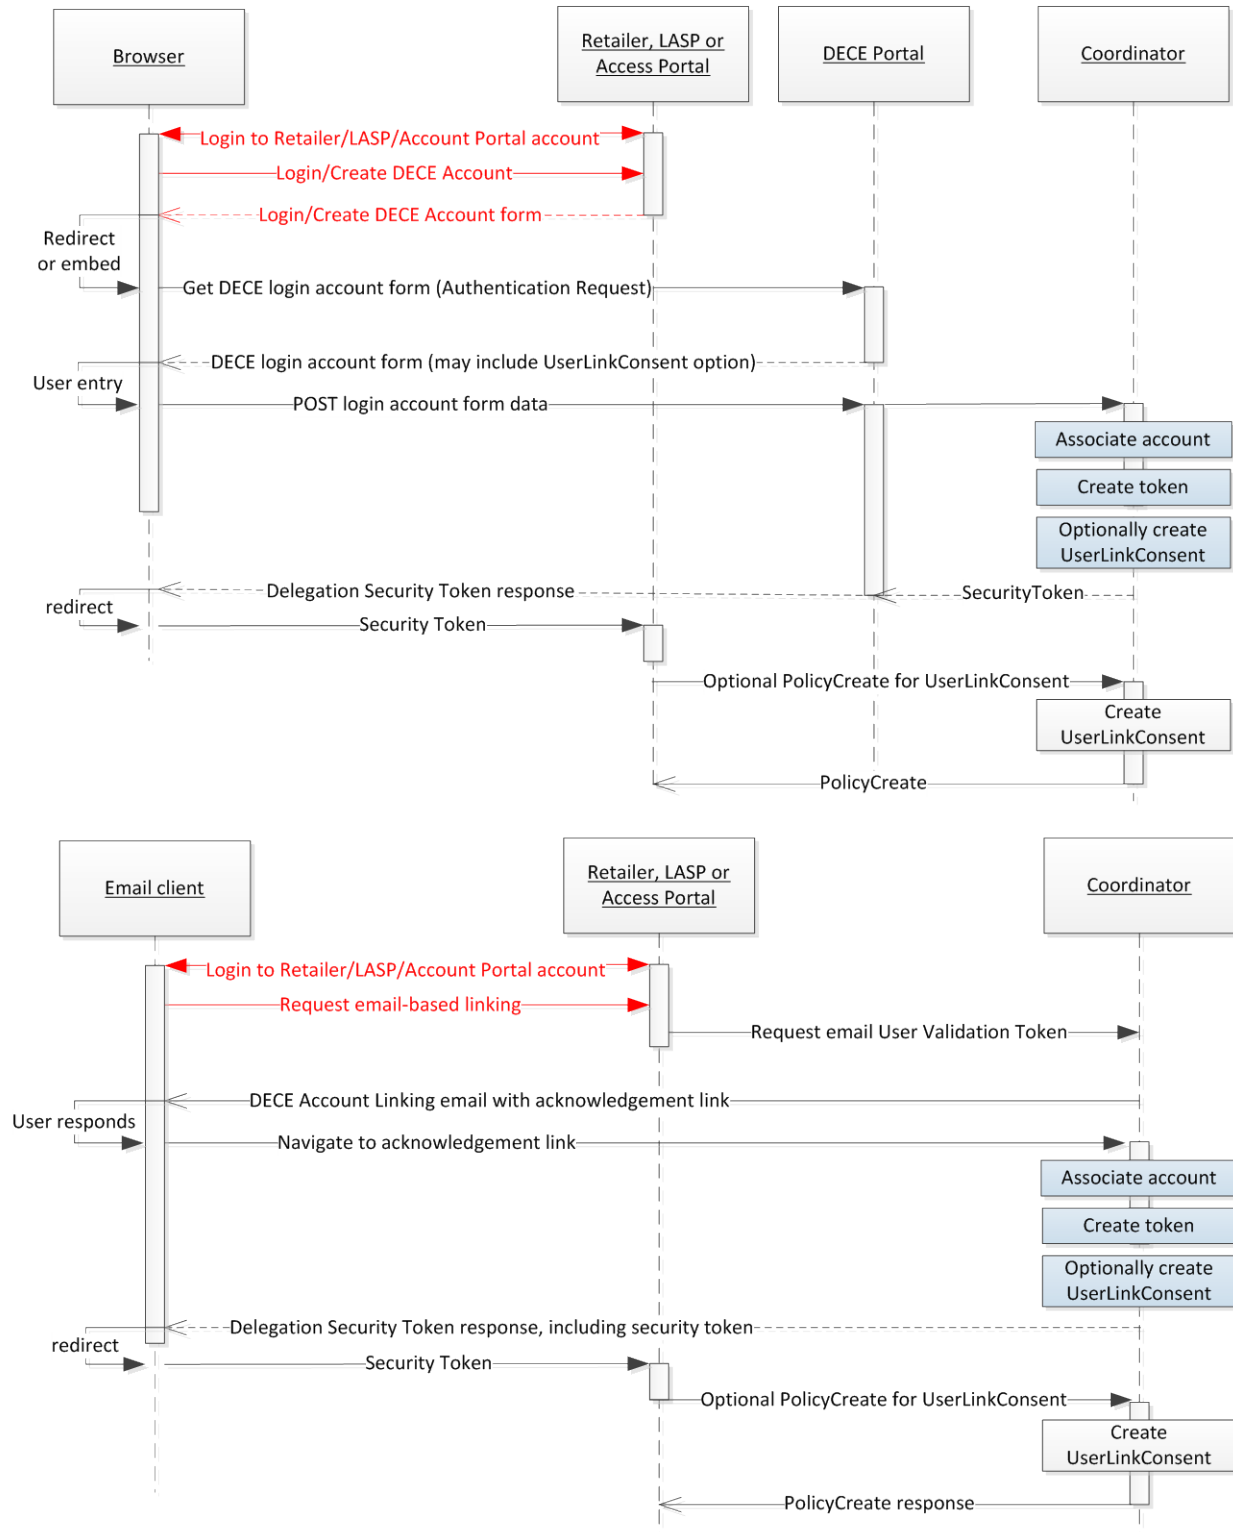 Browser
Retailer, LASP or
Access Portal
DECE Portal
Coordinator
Login to Retailer/LASP/Account Portal account
Login/Create DECE Account
Login/Create DECE Account form
Redirect
or embed
Get DECE login account form (Authentication Request)
DECE login account form (may include UserLinkConsent option)
User entry
POST login account form data
Associate account
Create token
Optionally create
UserLinkConsent
Delegation Security Token response
SecurityToken
redirect
Security Token
Optional PolicyCreate for UserLinkConsent
Create
UserLinkConsent
PolicyCreate
Email client
Retailer, LASP or
Access Portal
Coordinator
Login to Retailer/LASP/Account Portal account
Request email-based linking
Request email User Validation Token
DECE Account Linking email with acknowledgement link
User responds
Navigate to acknowledgement link
Associate account
Create token
Optionally create
UserLinkConsent
Delegation Security Token response, including security token
redirect
Security Token
Optional PolicyCreate for UserLinkConsent
Create
UserLinkConsent
PolicyCreate response